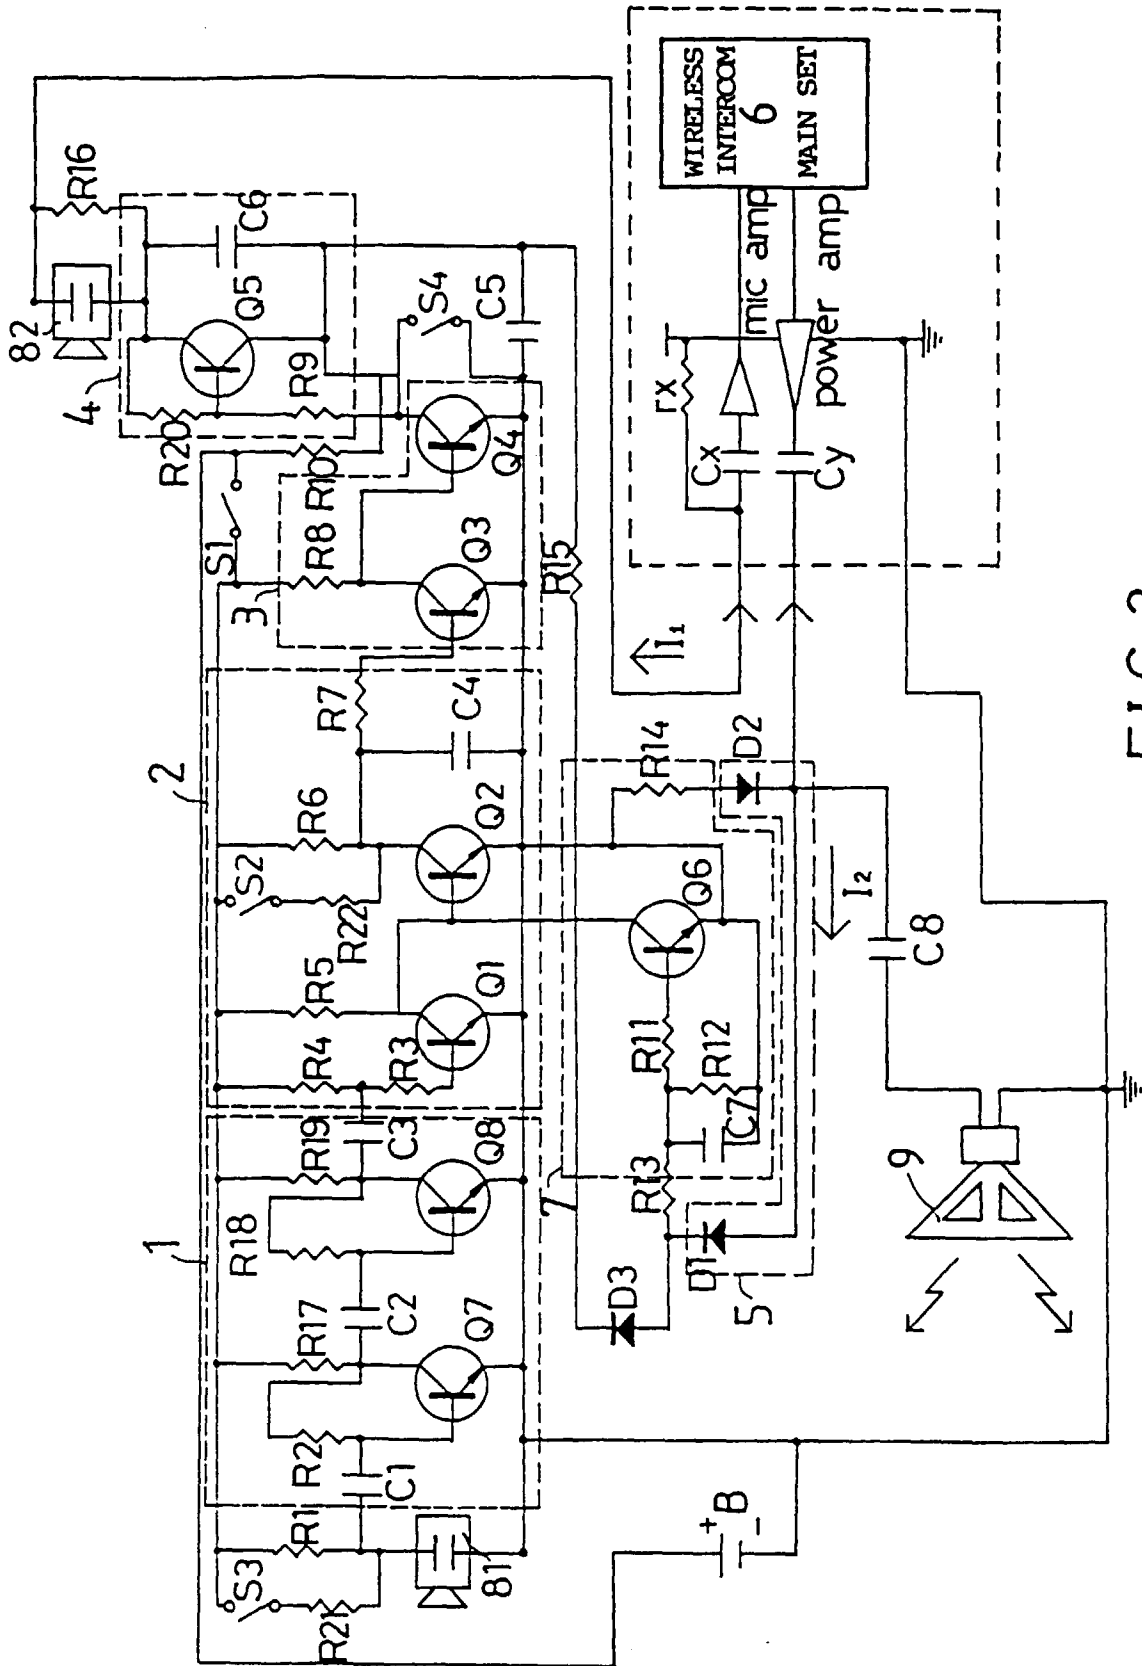 82
R16
4
C6
Q5
R20
R9
S4
C5
S1
R10
R8
3
Q4
Q3
R15
R7
2
C4
R6
S2
R22
Q2
R5
Q1
R4
R3
1
R19
C3
Q8
R18
R17
C2
Q7
R2
C1
R1
S3
R21
81
WIRELESS
INTERCOM
6
MAIN SET
mic amp
power amp
rx
Cx
Cy
I1
R14
D2
Q6
I2
R11
R12
C7
R13
7
D1
5
D3
C8
9
+
B
-